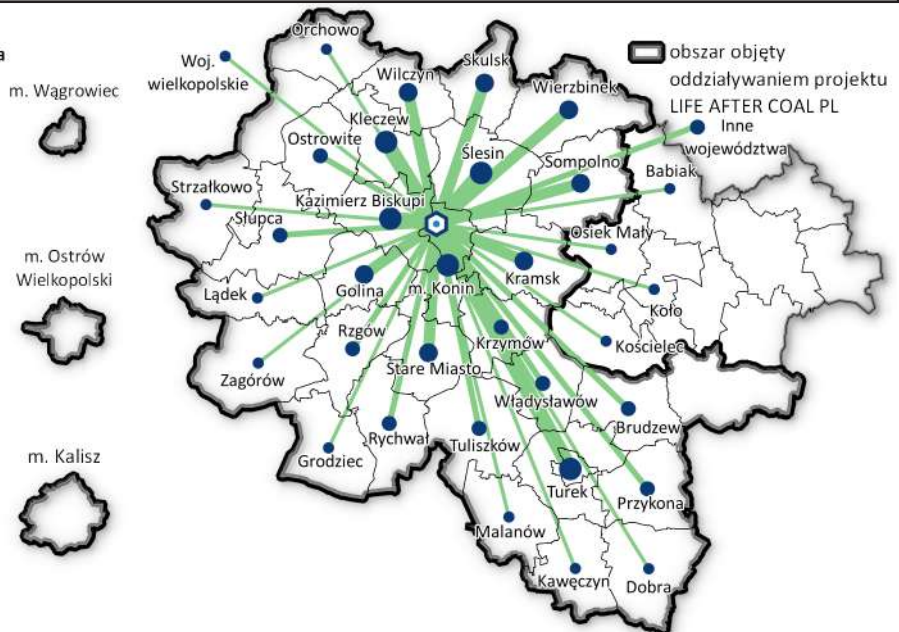 a
m. Wągrowiec
m. Ostrów
Wielkopolski
m. Kalisz
Woj.
wielkopolskie
Orchowo
Wilczyn
Skulsk
Wierzbinek
obszar objęty
oddziaływaniem projektu
LIFE AFTER COAL PL
Inne
województwa
Kleczew
Ostrowite
Ślesin
Sompolno
Babiak
Strzałkowo
Kazimierz Biskupi
Słupca
Osiek Mały
Lądek
Golina
m. Konin
Kramsk
Koło
Rzgów
Krzymów
Kościelec
Zagórów
Stare Miasto
Władysławów
Brudzew
Grodziec
Rychwał
Tuliszków
Turek
Przykona
Malanów
Kawęczyn
Dobra